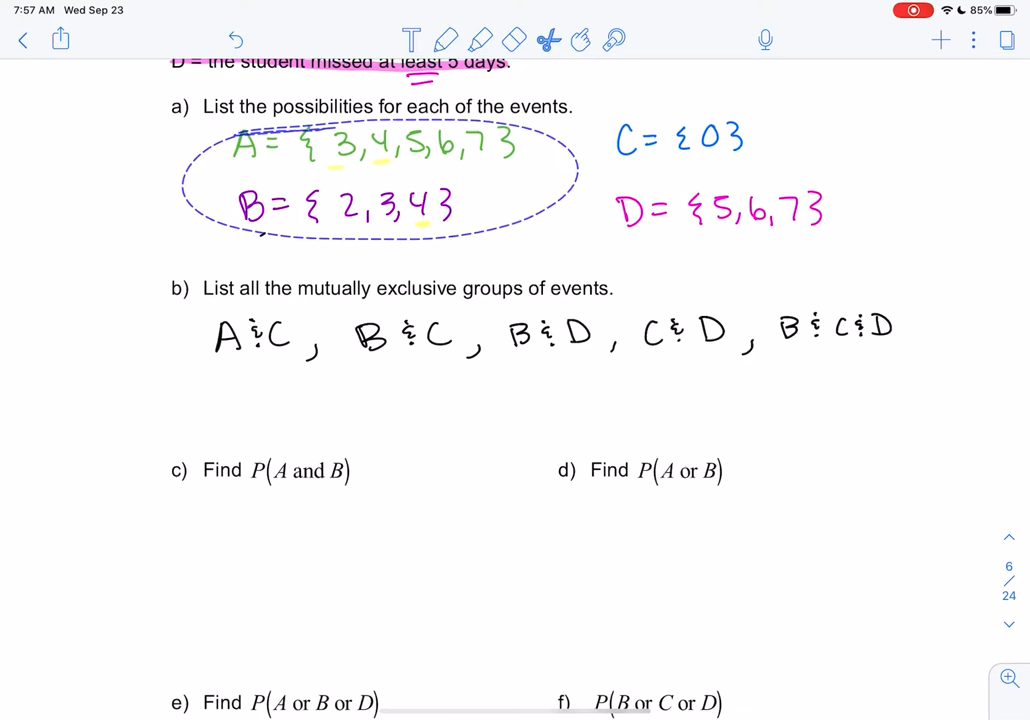 7:57 AM Wed Sep 23
85%
T
D = the student missed at least 5 days.
a) List the possibilities for each of the events.
A = { 3, 4, 5, 6, 7 }
C = { 0 }
B = { 2, 3, 4 }
D = { 5, 6, 7 }
b) List all the mutually exclusive groups of events.
A & C , B & C , B & D , C & D , B & C & D
c) Find P(A and B)
d) Find P(A or B)
6
/
24
e) Find P(A or B or D)
f) P(B or C or D)